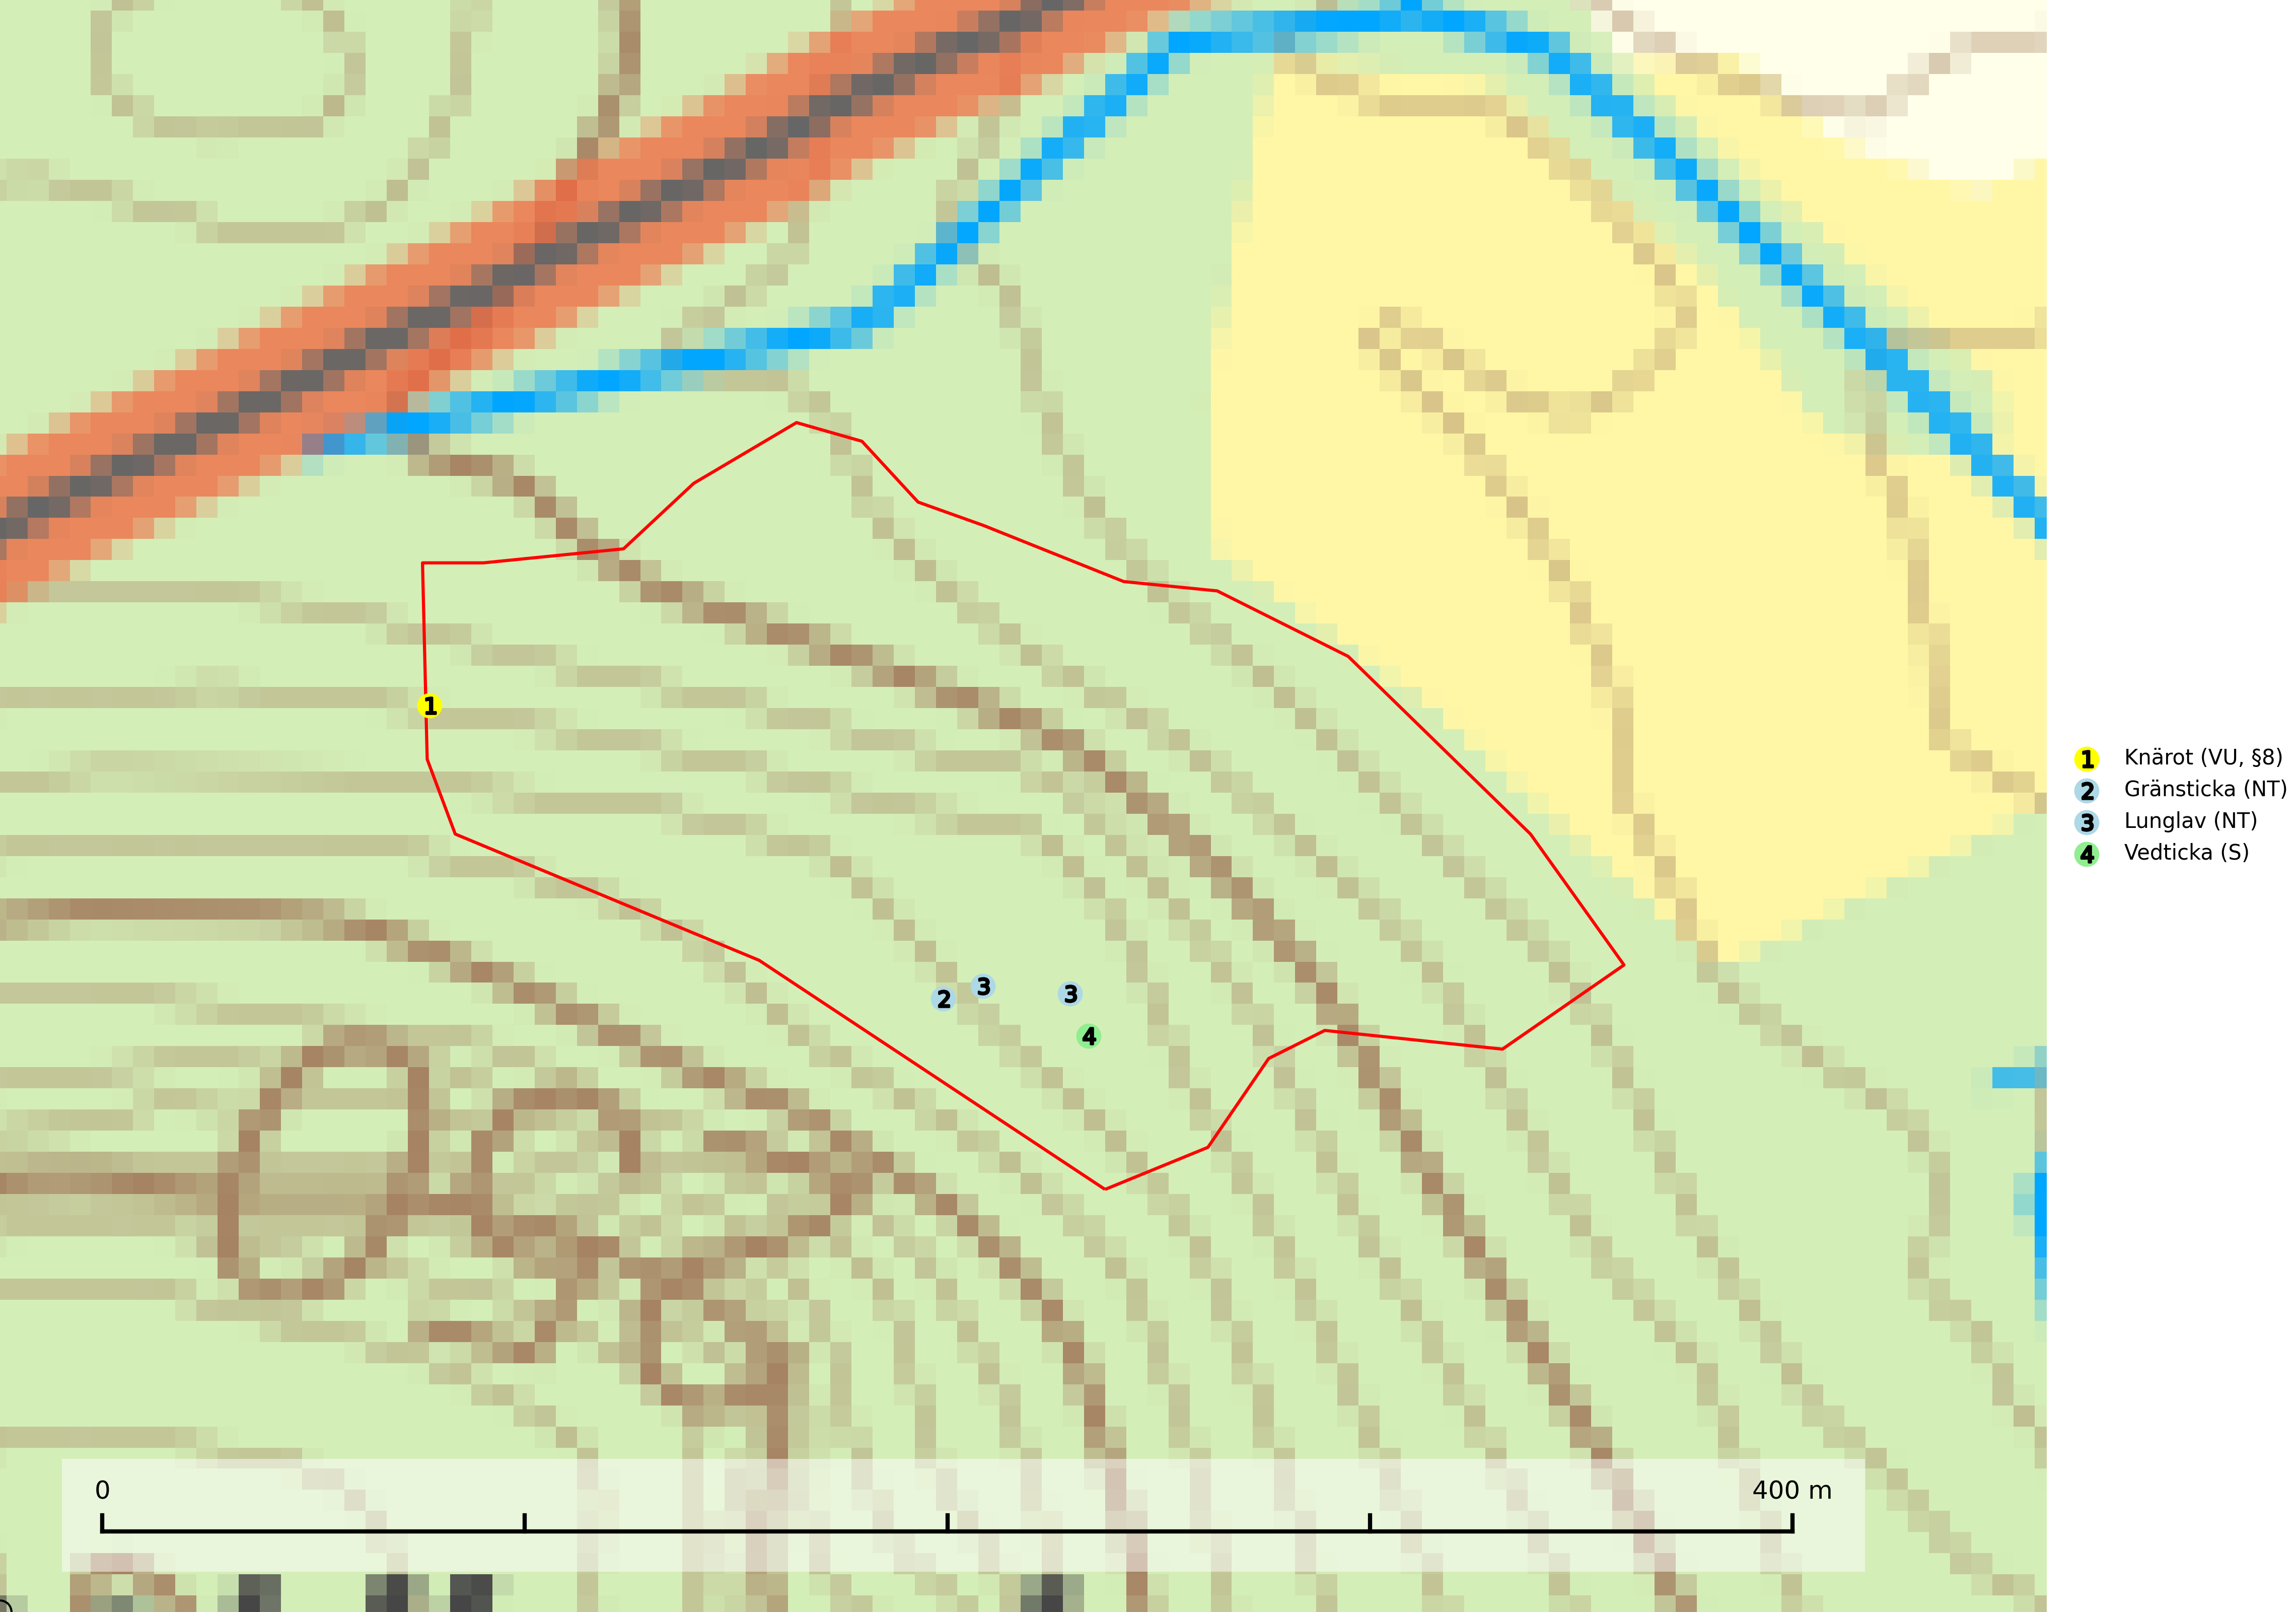 1
2
3
3
4
1 Knärot (VU, §8)
2 Gränsticka (NT)
3 Lunglav (NT)
4 Vedticka (S)
0 400 m